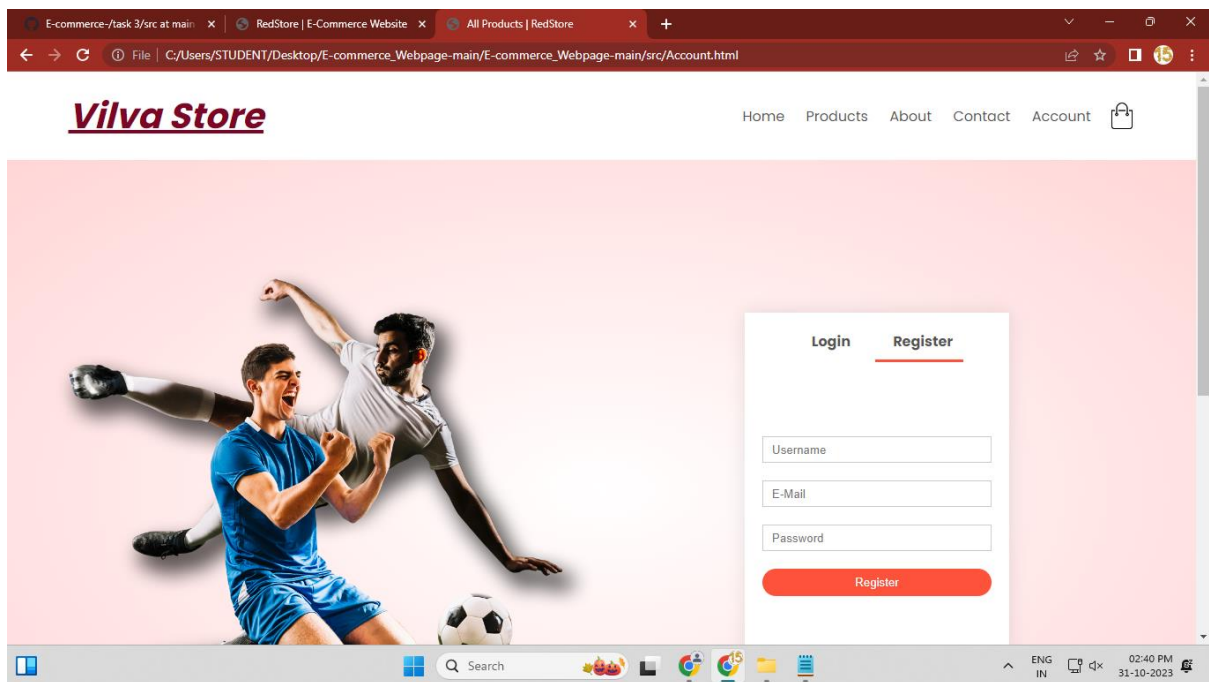 E-commerce-/task 3/src at main
RedStore | E-Commerce Website
All Products | RedStore
File | C:/Users/STUDENT/Desktop/E-commerce_Webpage-main/E-commerce_Webpage-main/src/Account.html
15
Vilva Store
Home Products About Contact Account
Login Register
Username
E-Mail
Password
Register
Search
15
ENG
IN
02:40 PM
31-10-2023